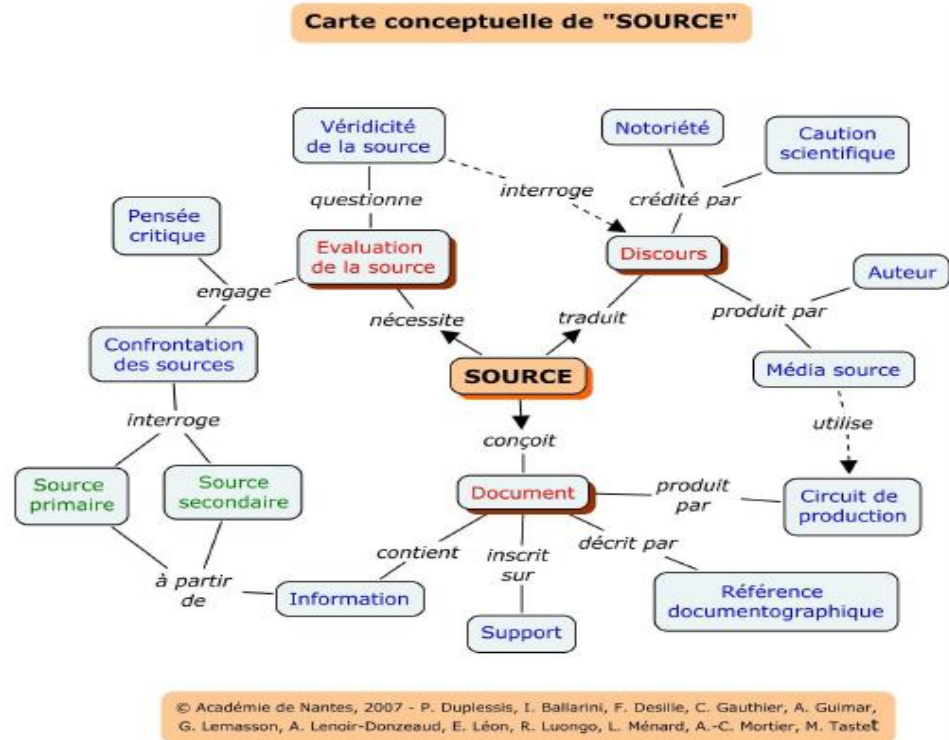 Carte conceptuelle de "SOURCE"
Véridicité
de la source
Notoriété
Caution
scientifique
interroge
questionne
crédité par
Pensée
critique
Evaluation
de la source
Discours
Auteur
engage
nécessite
traduit
produit par
Confrontation
des sources
SOURCE
Média source
interroge
conçoit
utilise
Source
primaire
Source
secondaire
Document
produit
par
Circuit de
production
contient
inscrit
sur
décrit par
à partir
de
Information
Support
Référence
documentographique
© Académie de Nantes, 2007 - P. Duplessis, I. Ballarini, F. Desille, C. Gauthier, A. Guimar,
G. Lemasson, A. Lenoir-Donzeaud, E. Léon, R. Luongo, L. Ménard, A.-C. Mortier, M. Tastet